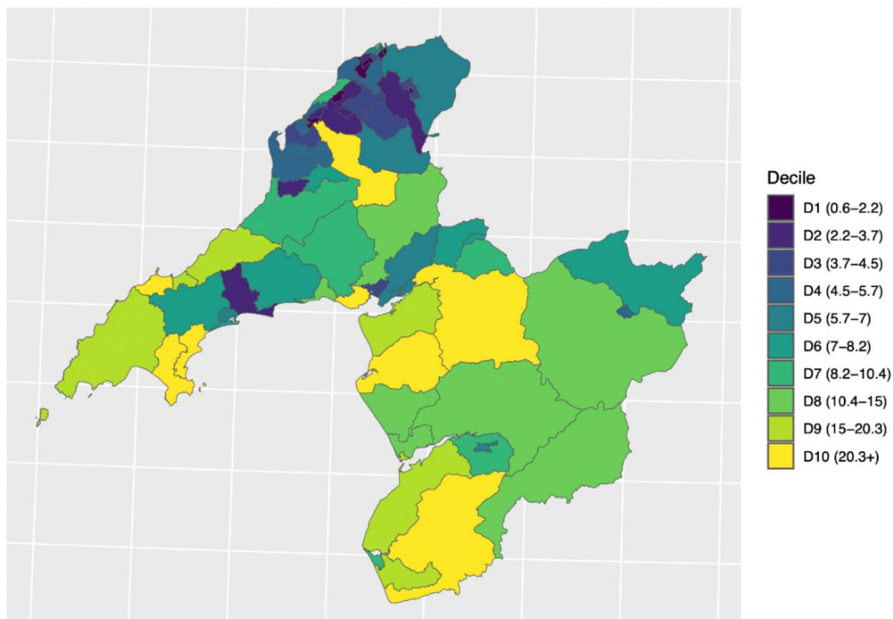 Decile
D1 (0.6–2.2)
D2 (2.2–3.7)
D3 (3.7–4.5)
D4 (4.5–5.7)
D5 (5.7–7)
D6 (7–8.2)
D7 (8.2–10.4)
D8 (10.4–15)
D9 (15–20.3)
D10 (20.3+)